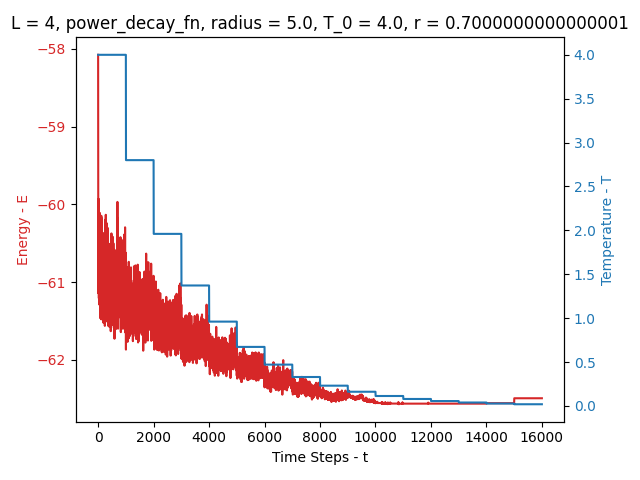 L = 4, power_decay_fn, radius = 5.0, T_0 = 4.0, r = 0.7000000000000001
−58
−59
−60
−61
−62
Energy - E
4.0
3.5
3.0
2.5
2.0
1.5
1.0
0.5
0.0
Temperature - T
0 2000 4000 6000 8000 10000 12000 14000 16000
Time Steps - t